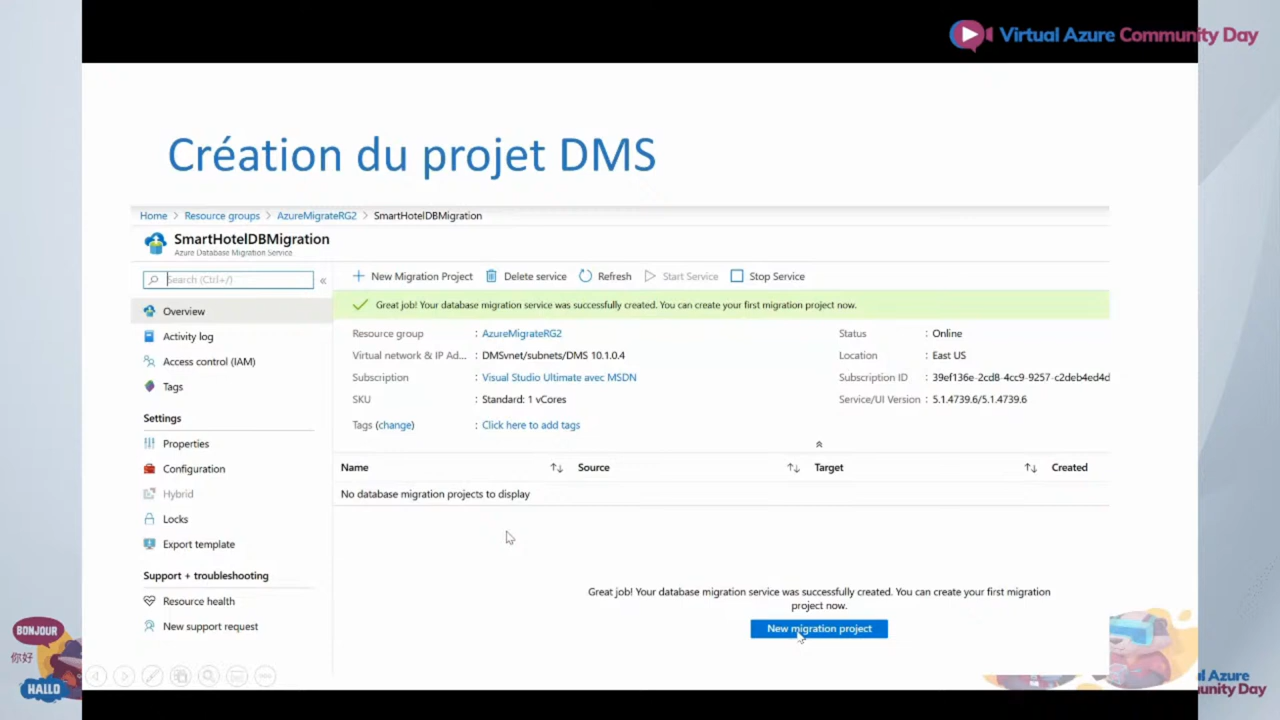 Virtual Azure Community Day
Création du projet DMS
Home > Resource groups > AzureMigrateRG2 > SmartHotelDBMigration
SmartHotelDBMigration
Azure Database Migration Service
Search (Ctrl+/)
«
New Migration Project Delete service Refresh Start Service Stop Service
Great job! Your database migration service was successfully created. You can create your first migration project now.
Overview
Activity log
Access control (IAM)
Tags
Settings
Properties
Configuration
Hybrid
Locks
Export template
Support + troubleshooting
Resource health
New support request
Resource group : AzureMigrateRG2
Virtual network & IP Ad... : DMSvnet/subnets/DMS 10.1.0.4
Subscription : Visual Studio Ultimate avec MSDN
SKU : Standard: 1 vCores
Tags (change) : Click here to add tags
Status : Online
Location : East US
Subscription ID : 39ef136e-2cd8-4cc9-9257-c2deb4ed4d
Service/UI Version : 5.1.4739.6/5.1.4739.6
Name Source Target Created
No database migration projects to display
Great job! Your database migration service was successfully created. You can create your first migration
project now.
New migration project
BONJOUR
你好
HALLO
al Azure
unity Day